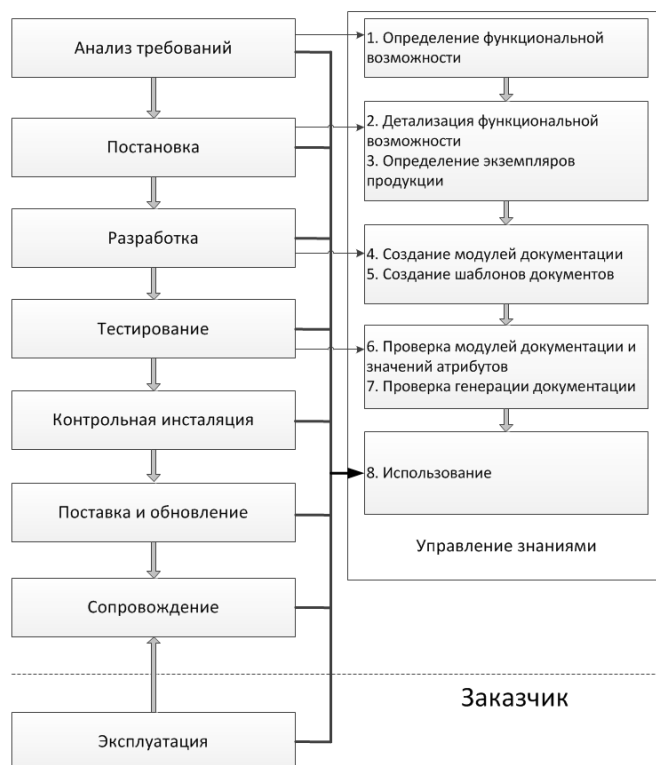 Анализ требований
Постановка
Разработка
Тестирование
Контрольная инсталяция
Поставка и обновление
Сопровождение
Эксплуатация
1. Определение функциональной
возможности
2. Детализация функциональной
возможности
3. Определение экземпляров
продукции
4. Создание модулей документации
5. Создание шаблонов документов
6. Проверка модулей документации и
значений атрибутов
7. Проверка генерации документации
8. Использование
Управление знаниями
Заказчик